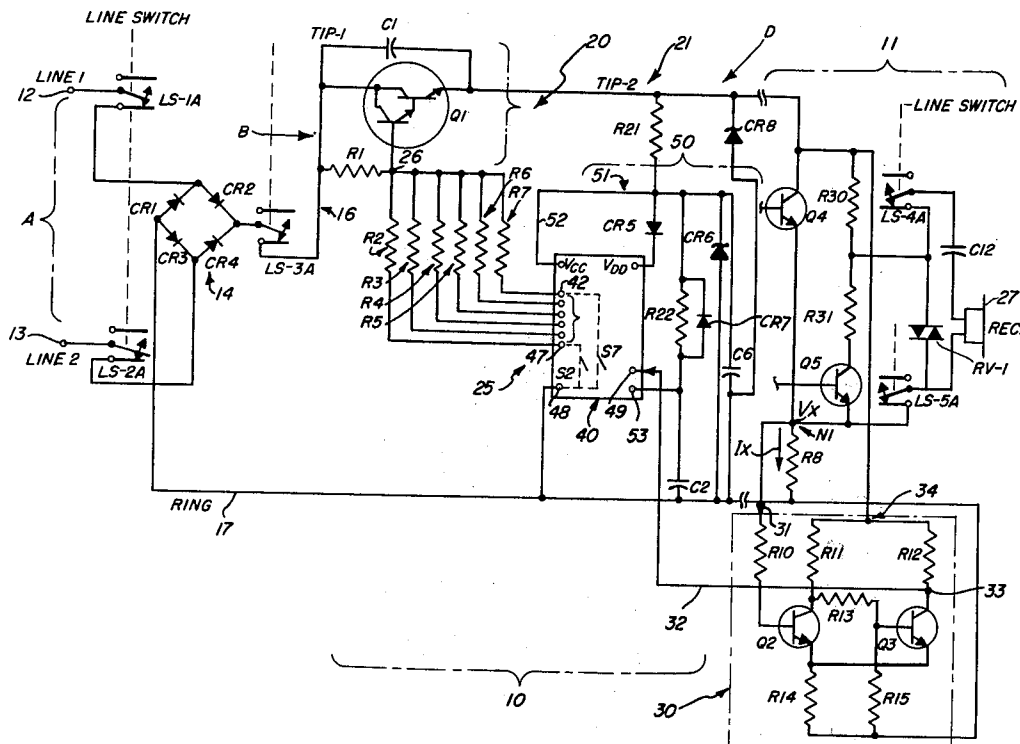 LINE SWITCH
TIP-1
C1
20
21
D
11
LINE 1
12
LS-1A
Q1
TIP-2
CR8
LINE SWITCH
B
R21
50
A
R1
26
R6
R7
51
52
CR5
CR6
Q4
R30
LS-4A
C12
CR1
CR2
CR3
CR4
14
LS-3A
16
R2
R3
R4
R5
VCC
VDD
42
R22
CR7
C6
R31
27
REC.
13
LINE 2
LS-2A
25
47
S2
S7
48
40
49
53
Q5
RV-1
LS-5A
VX
N1
IX
R8
RING
17
C2
31
34
R10
R11
R12
33
32
R13
Q2
Q3
R14
R15
30
10